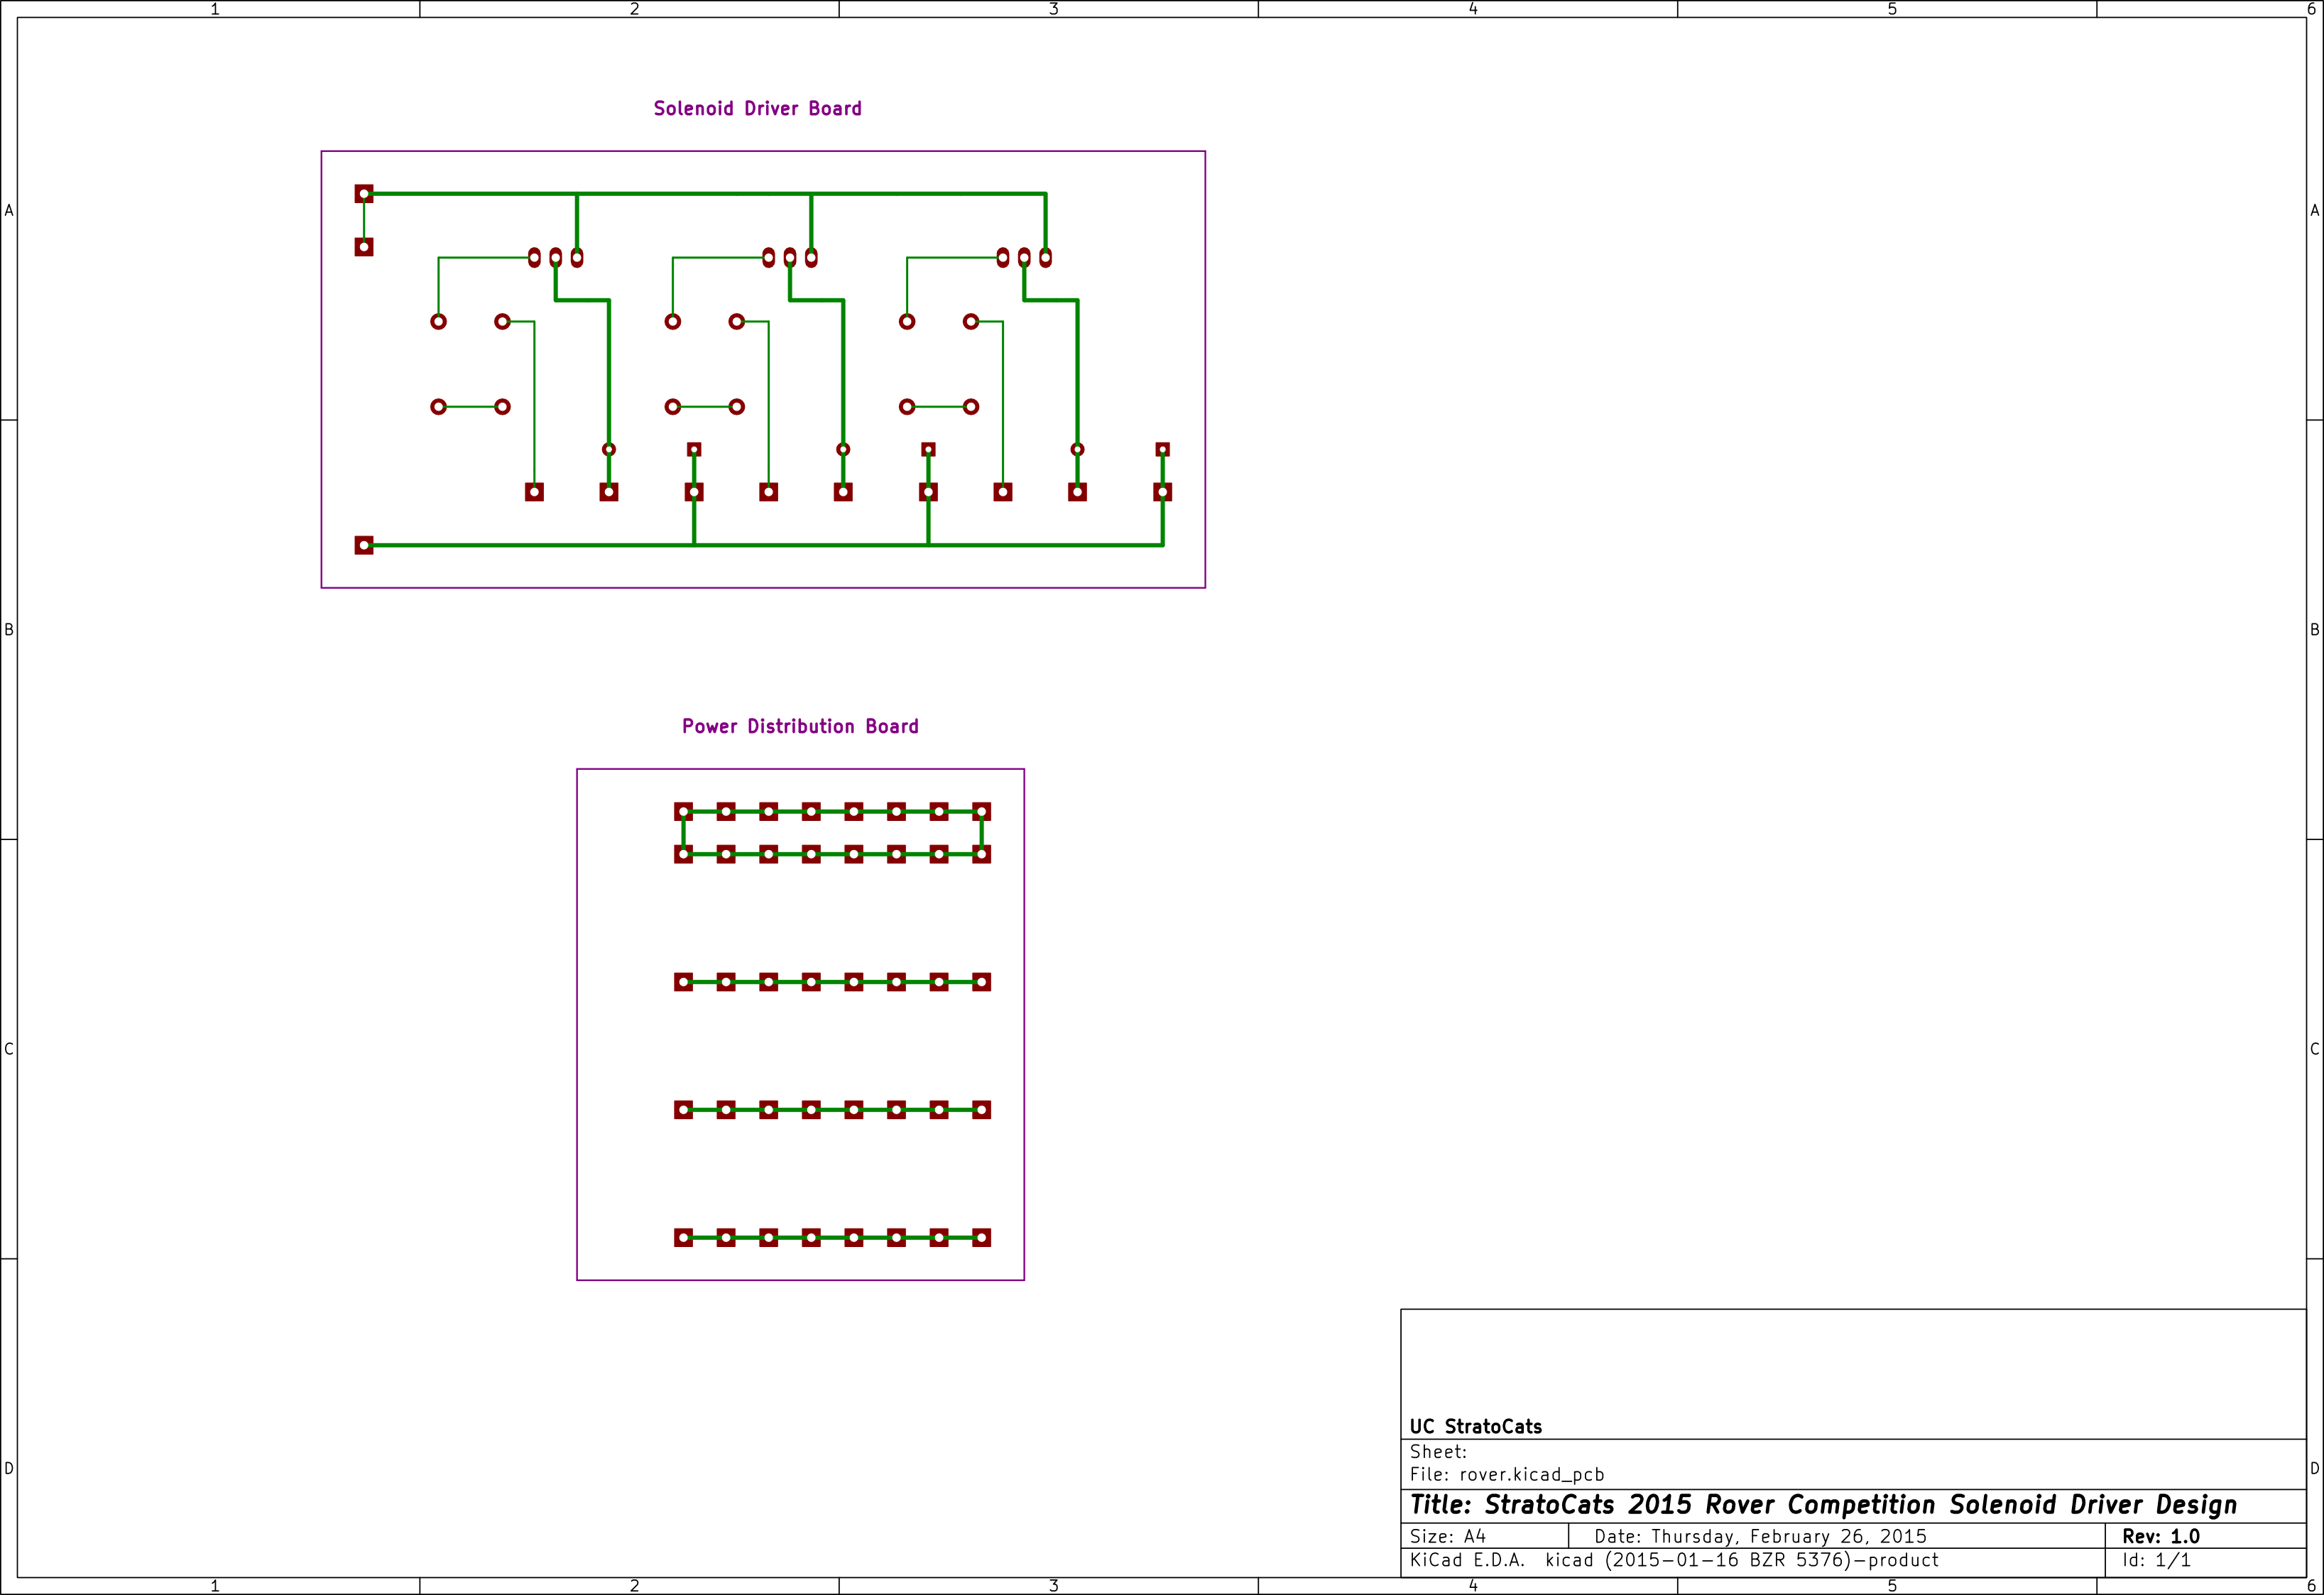 1 2 3 4 5 6
Solenoid Driver Board
A A
B B
Power Distribution Board
C C
UC StratoCats
Sheet:
D D
File: rover.kicad_pcb
Title: StratoCats 2015 Rover Competition Solenoid Driver Design
Size: A4 Date: Thursday, February 26, 2015 Rev: 1.0
KiCad E.D.A. kicad (2015-01-16 BZR 5376)-product Id: 1/1
1 2 3 4 5 6